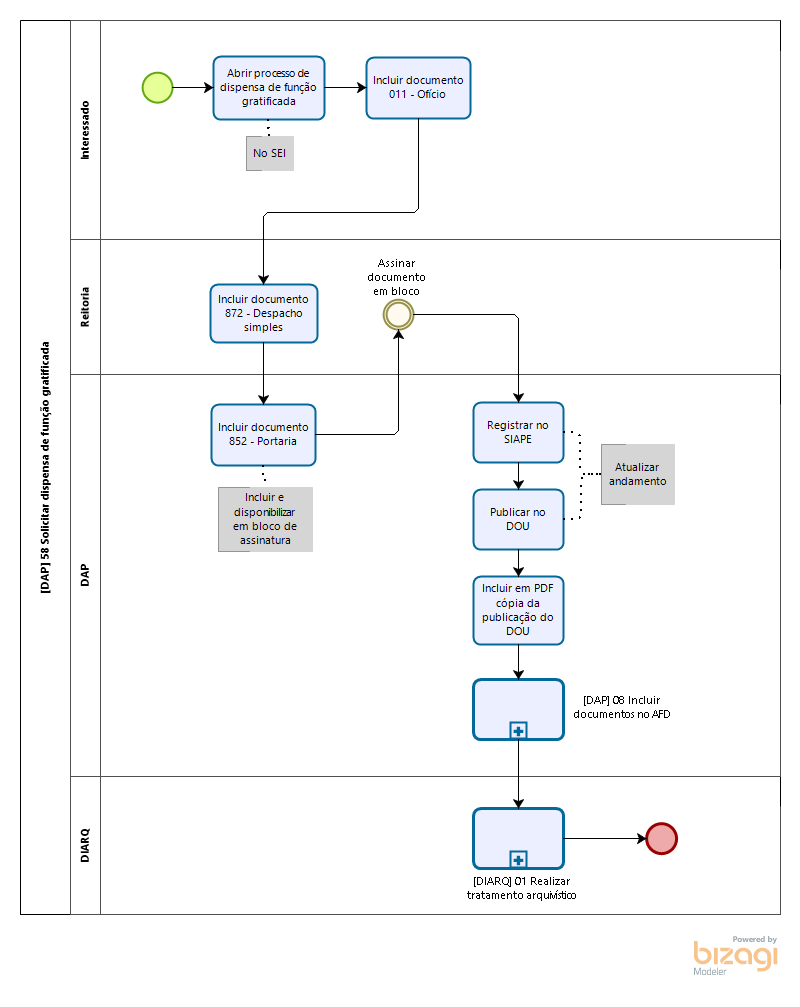 [DAP] 58 Solicitar dispensa de função gratificada
Interessado
Abrir processo de
dispensa de função
gratificada
Incluir documento
011 - Ofício
No SEI
Reitoria
Incluir documento
872 - Despacho
simples
Assinar
documento
em bloco
DAP
Incluir documento
852 - Portaria
Incluir e
disponibilizar
em bloco de
assinatura
Registrar no
SIAPE
Atualizar
andamento
Publicar no
DOU
Incluir em PDF
cópia da
publicação do
DOU
[DAP] 08 Incluir
documentos no AFD
DIARQ
[DIARQ] 01 Realizar
tratamento arquivístico
Powered by
bizagi
Modeler